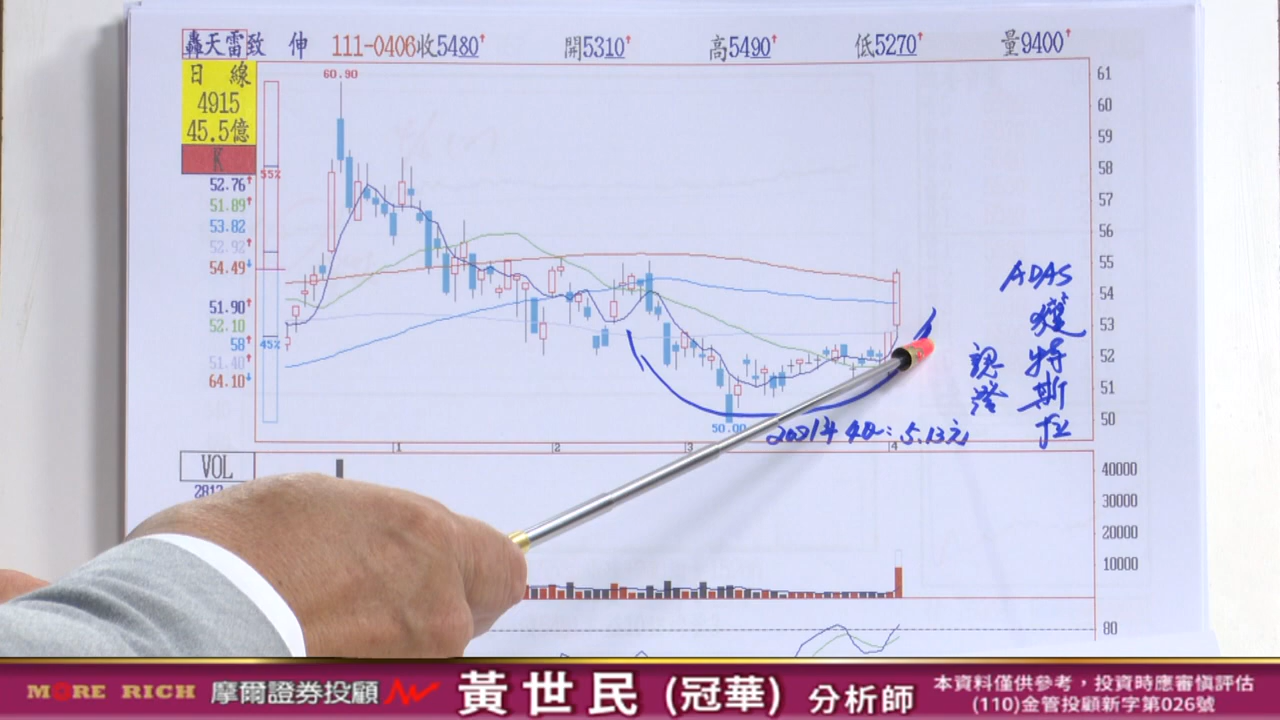 轟天雷致 伸 111-0406收5480↑ 開5310↑ 高5490↑ 低5270↑ 量9400↑
日 線
4915
45.5億
K
52.76↑
51.89↑
53.82
52.92↑
54.49↓
51.90↑
52.10
58↑
51.40↑
64.10↓
60.90
55%
45%
50.00
61
60
59
58
57
56
55
54
53
52
51
50
1 2 3 4
ADAS
獲
特
斯
拉
認
證
2021年4Q:5.13元
VOL
2812
40000
30000
20000
10000
80
MORE RICH 摩爾證券投顧 黃世民(冠華)分析師
本資料僅供參考，投資時應審慎評估
(110)金管投顧新字第026號